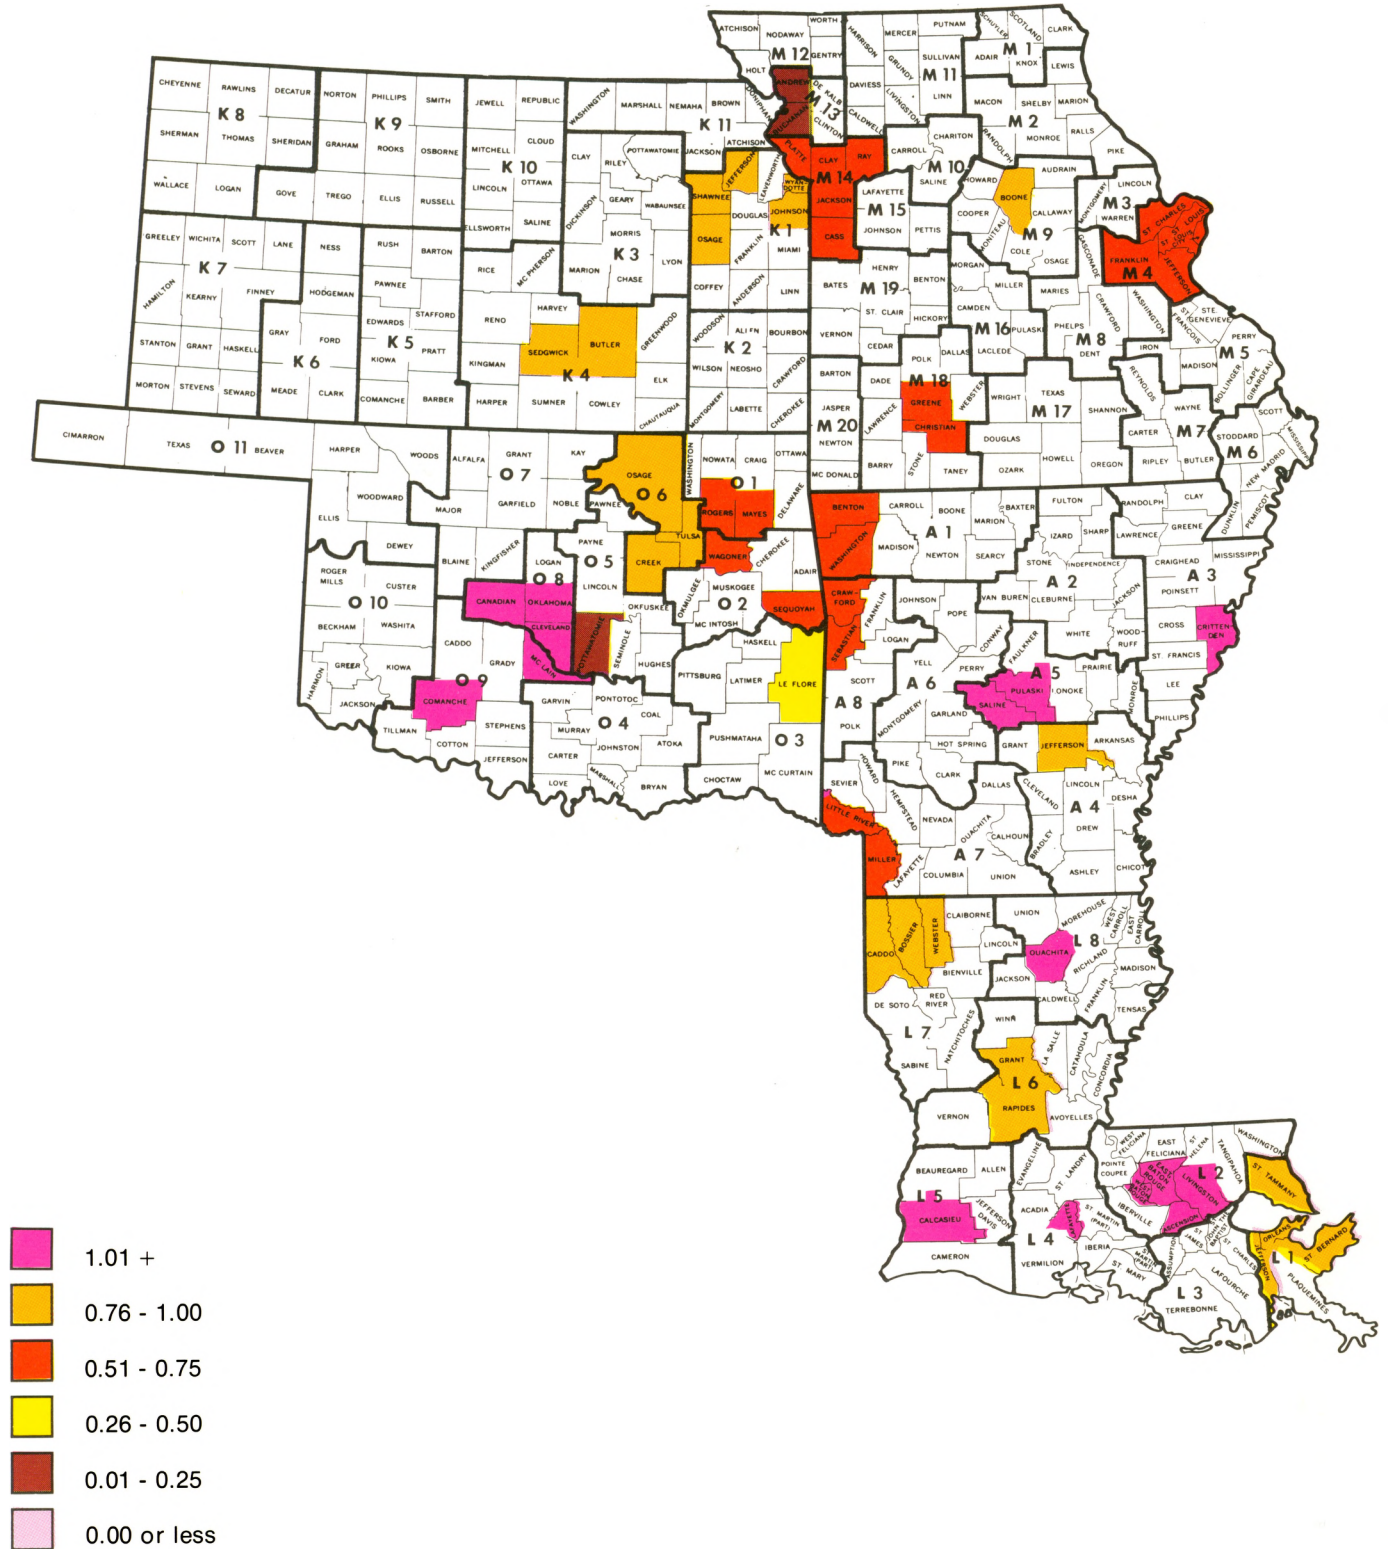 ATCHISON
NODAWAY
WORTH
GENTRY
HOLT
M 12
ANDREW
DE KALB
M 13
BUCHANAN
CLINTON
CALDWELL
HARRISON
MERCER
PUTNAM
GRUNDY
SULLIVAN
M 11
DAVIESS
LIVINGSTON
LINN
SCHUYLER
SCOTLAND
CLARK
M 1
ADAIR
KNOX
LEWIS
MACON
SHELBY
MARION
M 2
RANDOLPH
MONROE
RALLS
PIKE
CHARITON
CARROLL
M 10
SALINE
HOWARD
AUDRAIN
BOONE
CALLAWAY
COOPER
M 9
MONITEAU
COLE
OSAGE
MONTGOMERY
LINCOLN
M 3
WARREN
ST. CHARLES
ST. LOUIS
FRANKLIN
M 4
JEFFERSON
GASCONADE
PLATTE
CLAY
RAY
M 14
JACKSON
CASS
LAFAYETTE
M 15
JOHNSON
PETTIS
HENRY
BATES
M 19
BENTON
ST. CLAIR
HICKORY
VERNON
CEDAR
MORGAN
MILLER
CAMDEN
M 16
PULASKI
LACLEDE
MARIES
PHELPS
CRAWFORD
M 8
DENT
WASHINGTON
ST. FRANCOIS
STE. GENEVIEVE
IRON
PERRY
M 5
MADISON
BOLLINGER
CAPE GIRARDEAU
POLK
DALLAS
M 18
DADE
GREENE
WEBSTER
CHRISTIAN
LAWRENCE
BARRY
STONE
TANEY
BARTON
JASPER
M 20
NEWTON
MC DONALD
WRIGHT
TEXAS
M 17
SHANNON
DOUGLAS
HOWELL
OZARK
OREGON
REYNOLDS
WAYNE
CARTER
M 7
RIPLEY
BUTLER
SCOTT
STODDARD
MISSISSIPPI
M 6
NEW MADRID
DUNKLIN
PEMISCOT
CHEYENNE
RAWLINS
DECATUR
K 8
SHERMAN
THOMAS
SHERIDAN
WALLACE
LOGAN
GOVE
TREGO
ELLIS
RUSSELL
NORTON
PHILLIPS
SMITH
K 9
GRAHAM
ROOKS
OSBORNE
JEWELL
REPUBLIC
CLOUD
MITCHELL
K 10
LINCOLN
OTTAWA
SALINE
ELLSWORTH
RICE
MC PHERSON
WASHINGTON
MARSHALL
NEMAHA
BROWN
DONIPHAN
K 11
ATCHISON
JACKSON
CLAY
RILEY
POTTAWATOMIE
GEARY
WABAUNSEE
DICKINSON
MORRIS
K 3
MARION
CHASE
LYON
JEFFERSON
LEAVENWORTH
WYANDOTTE
SHAWNEE
DOUGLAS
JOHNSON
K 1
OSAGE
FRANKLIN
MIAMI
COFFEY
ANDERSON
LINN
WOODSON
ALLEN
BOURBON
K 2
WILSON
NEOSHO
CRAWFORD
MONTGOMERY
LABETTE
CHEROKEE
GREELEY
WICHITA
SCOTT
LANE
NESS
K 7
HAMILTON
KEARNY
FINNEY
HODGEMAN
STANTON
GRANT
HASKELL
GRAY
FORD
K 6
MORTON
STEVENS
SEWARD
MEADE
CLARK
RUSH
BARTON
PAWNEE
STAFFORD
EDWARDS
K 5
KIOWA
PRATT
COMANCHE
BARBER
RENO
HARVEY
KINGMAN
SEDGWICK
BUTLER
K 4
GREENWOOD
ELK
HARPER
SUMNER
COWLEY
CHAUTAUQUA
CIMARRON
TEXAS
O 11
BEAVER
HARPER
WOODS
WOODWARD
ELLIS
DEWEY
ALFALFA
GRANT
KAY
O 7
MAJOR
GARFIELD
NOBLE
BLAINE
KINGFISHER
OSAGE
O 6
PAWNEE
TULSA
CREEK
WASHINGTON
NOWATA
CRAIG
OTTAWA
O 1
ROGERS
MAYES
DELAWARE
WAGONER
CHEROKEE
ADAIR
MUSKOGEE
OKMULGEE
O 2
MC INTOSH
SEQUOYAH
PAYNE
O 5
LINCOLN
OKFUSKEE
POTTAWATOMIE
SEMINOLE
HUGHES
LOGAN
O 8
CANADIAN
OKLAHOMA
CLEVELAND
ROGER MILLS
CUSTER
O 10
BECKHAM
WASHITA
GREER
KIOWA
HARMON
JACKSON
CADDO
GRADY
MC LAIN
O 9
COMANCHE
STEPHENS
TILLMAN
COTTON
JEFFERSON
GARVIN
PONTOTOC
O 4
COAL
MURRAY
JOHNSTON
ATOKA
CARTER
MARSHALL
LOVE
BRYAN
HASKELL
PITTSBURG
LATIMER
LE FLORE
PUSHMATAHA
O 3
CHOCTAW
MC CURTAIN
BENTON
CARROLL
BOONE
BAXTER
MARION
A 1
WASHINGTON
MADISON
NEWTON
SEARCY
FULTON
IZARD
SHARP
STONE
INDEPENDENCE
A 2
VAN BUREN
CLEBURNE
JACKSON
WHITE
WOOD-
RUFF
RANDOLPH
CLAY
LAWRENCE
GREENE
CRAIGHEAD
MISSISSIPPI
A 3
POINSETT
CROSS
CRITTEN-
DEN
ST. FRANCIS
LEE
PHILLIPS
CRAW-
FORD
FRANKLIN
SEBASTIAN
LOGAN
SCOTT
A 8
POLK
JOHNSON
POPE
CONWAY
YELL
PERRY
A 6
MONTGOMERY
GARLAND
HOT SPRING
PIKE
CLARK
FAULKNER
A 5
PRAIRIE
PULASKI
LONOKE
SALINE
MONROE
GRANT
JEFFERSON
ARKANSAS
LINCOLN
CLEVELAND
A 4
DESHA
DREW
BRADLEY
ASHLEY
CHICOT
SEVIER
HOWARD
HEMPSTEAD
LITTLE RIVER
NEVADA
DALLAS
OUACHITA
CALHOUN
A 7
MILLER
LAFAYETTE
COLUMBIA
UNION
CADDO
BOSSIER
WEBSTER
CLAIBORNE
LINCOLN
BIENVILLE
JACKSON
DE SOTO
RED RIVER
L 7
NATCHITOCHES
SABINE
UNION
MOREHOUSE
WEST CARROLL
EAST CARROLL
L 8
OUACHITA
RICHLAND
MADISON
CALDWELL
FRANKLIN
TENSAS
WINN
GRANT
LA SALLE
CATAHOULA
CONCORDIA
L 6
RAPIDES
AVOYELLES
VERNON
BEAUREGARD
ALLEN
L 5
CALCASIEU
JEFFERSON DAVIS
CAMERON
EVANGELINE
ST. LANDRY
ACADIA
LAFAYETTE
ST MARTIN (PART)
L 4
IBERIA
VERMILION
ST MARTIN (PART)
ST. MARY
WEST FELICIANA
EAST FELICIANA
ST HELENA
TANGIPAHOA
WASHINGTON
POINTE COUPEE
EAST BATON ROUGE
L 2
LIVINGSTON
WEST BATON ROUGE
IBERVILLE
ASCENSION
ST. TAMMANY
ST JAMES
ST JOHN THE BAPTIST
ST CHARLES
ASSUMPTION
LAFOURCHE
L 3
TERREBONNE
ORLEANS
L 1
ST BERNARD
JEFFERSON
PLAQUEMINES
1.01 +
0.76 - 1.00
0.51 - 0.75
0.26 - 0.50
0.01 - 0.25
0.00 or less